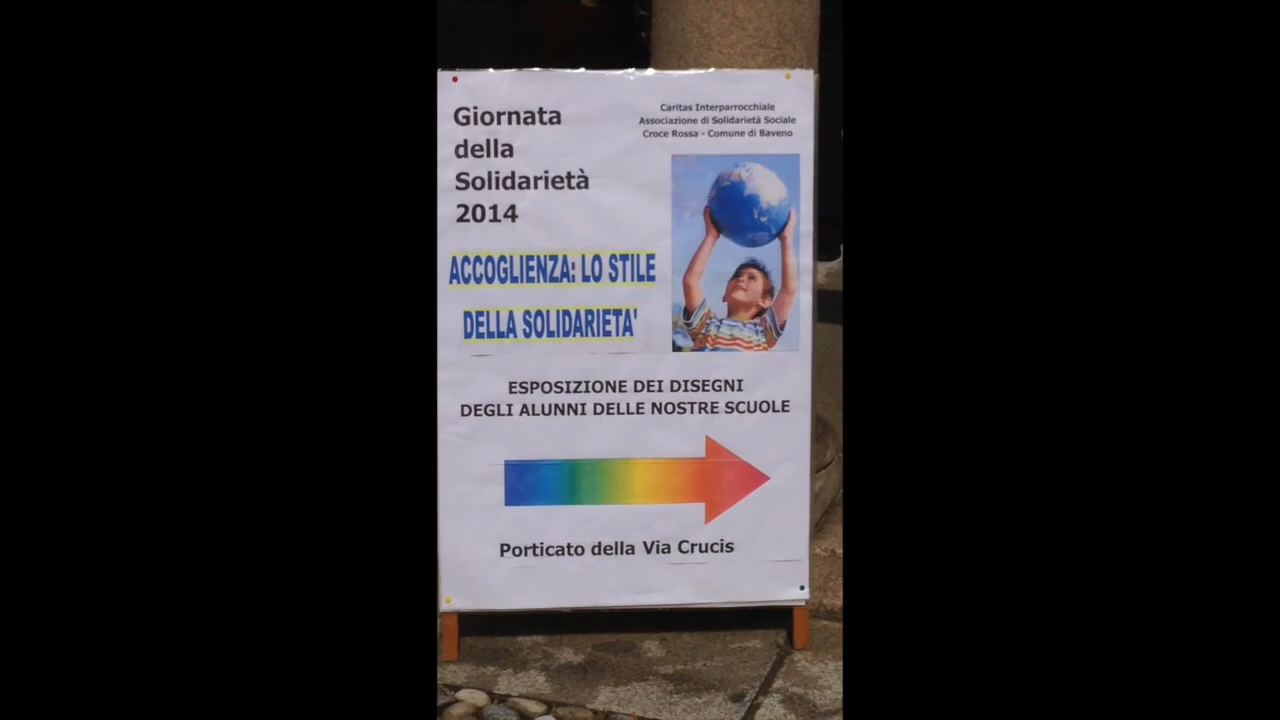 Giornata
della
Solidarietà
2014
Caritas Interparrocchiale
Associazione di Solidarietà Sociale
Croce Rossa - Comune di Baveno
ACCOGLIENZA: LO STILE
DELLA SOLIDARIETA'
ESPOSIZIONE DEI DISEGNI
DEGLI ALUNNI DELLE NOSTRE SCUOLE
Porticato della Via Crucis